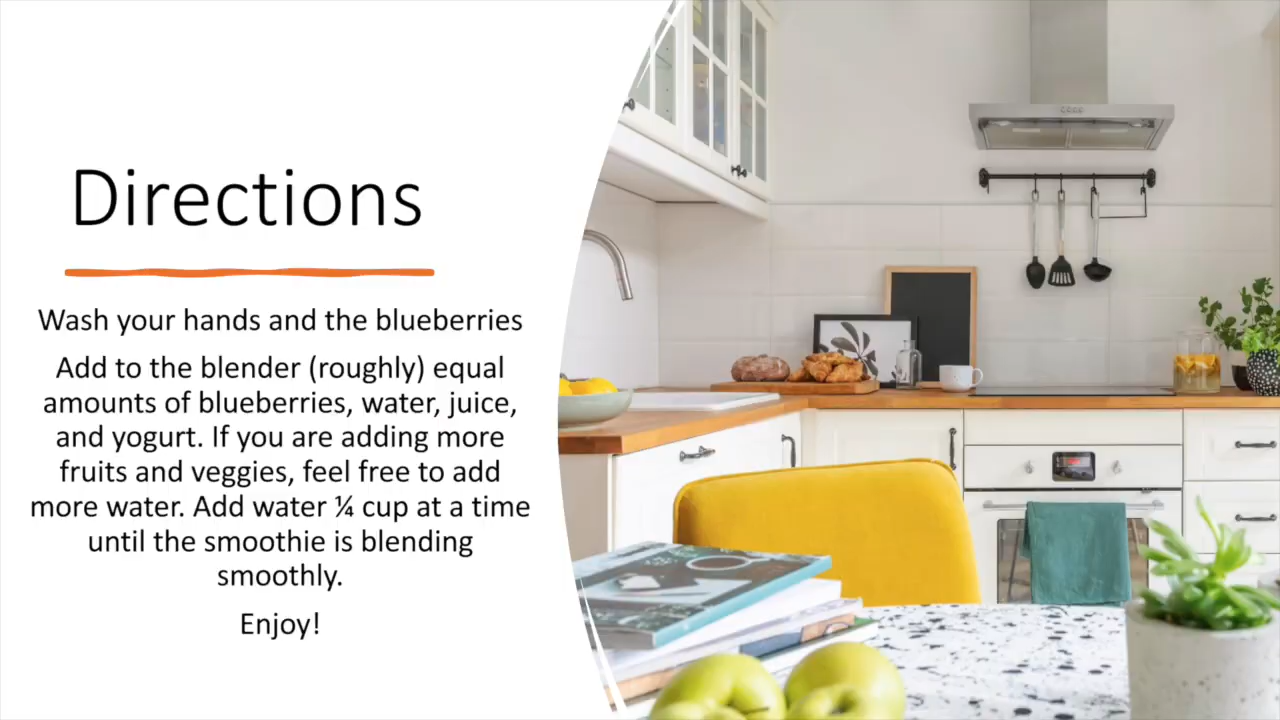 Directions
Wash your hands and the blueberries
Add to the blender (roughly) equal
amounts of blueberries, water, juice,
and yogurt. If you are adding more
fruits and veggies, feel free to add
more water. Add water ¼ cup at a time
until the smoothie is blending
smoothly.
Enjoy!